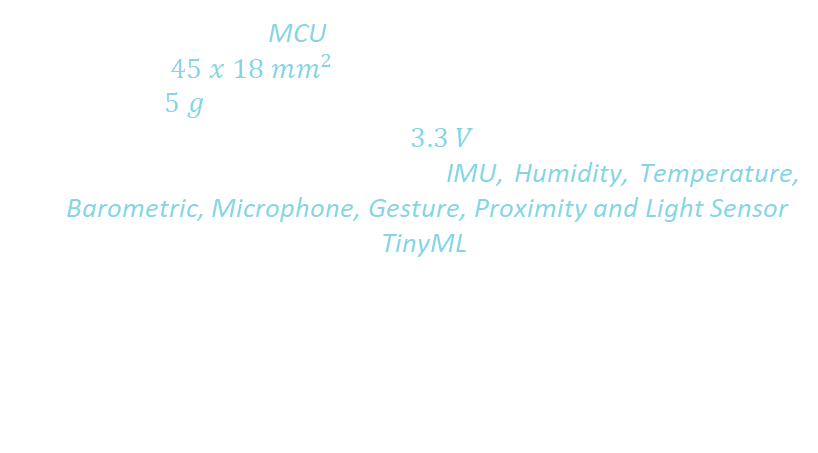 MCU
45 x 18 mm²
5 g
3.3 V
IMU, Humidity, Temperature,
Barometric, Microphone, Gesture, Proximity and Light Sensor
TinyML